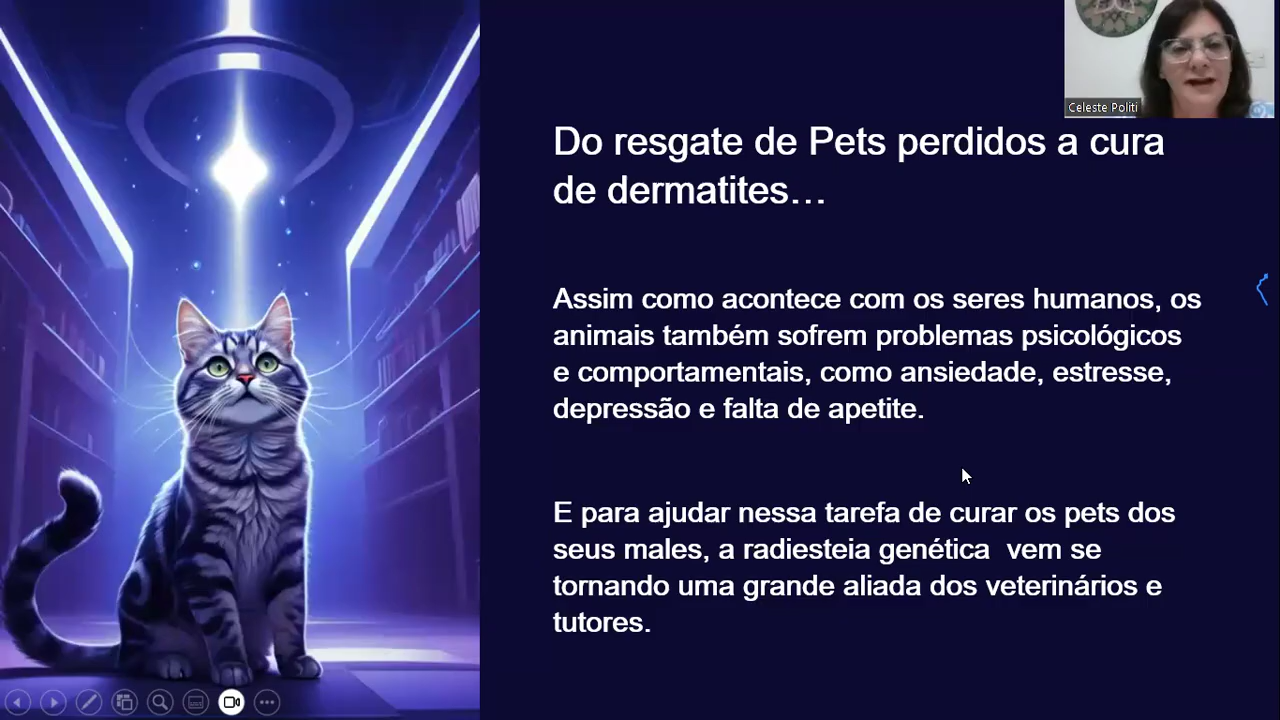 Celeste Politi
Do resgate de Pets perdidos a cura
de dermatites…
Assim como acontece com os seres humanos, os
animais também sofrem problemas psicológicos
e comportamentais, como ansiedade, estresse,
depressão e falta de apetite.
E para ajudar nessa tarefa de curar os pets dos
seus males, a radiesteia genética  vem se
tornando uma grande aliada dos veterinários e
tutores.